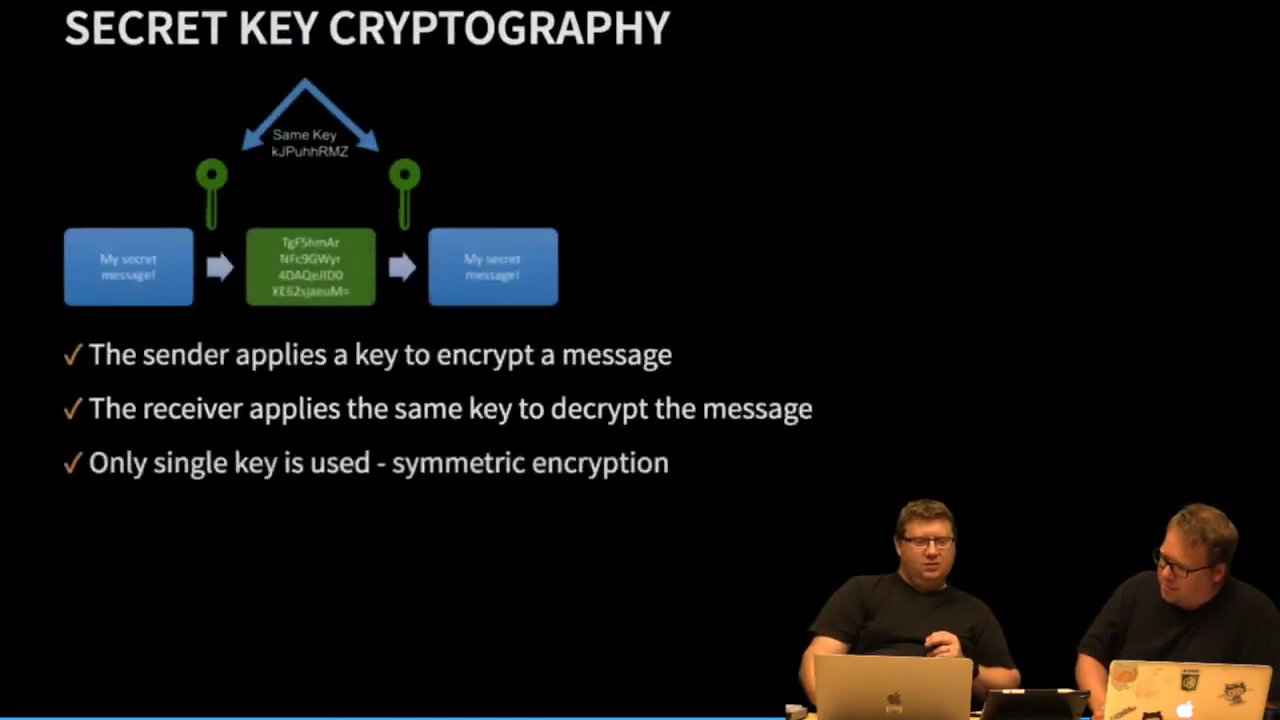 SECRET KEY CRYPTOGRAPHY
Same Key
kJPuhhRMZ
My secret
message!
TgF5hmAr
NFc9GWyr
4DAQeJlD0
XE62sjaeuM=
My secret
message!
✓ The sender applies a key to encrypt a message
✓ The receiver applies the same key to decrypt the message
✓ Only single key is used - symmetric encryption